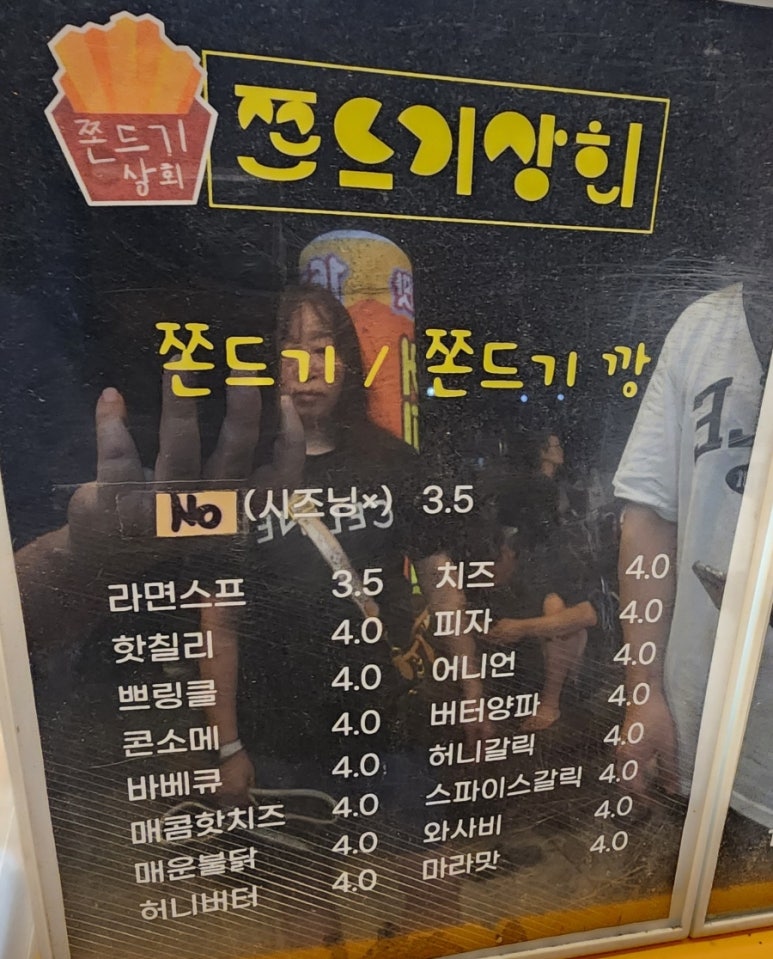 쫀드기
상회
쫀드기상회
쫀드기 / 쫀드기 깡
NO (시즈닝×) 3.5
라면스프 3.5
핫칠리 4.0
쁘링클 4.0
콘소메 4.0
바베큐 4.0
매콤핫치즈 4.0
매운불닭 4.0
허니버터 4.0
치즈 4.0
피자 4.0
어니언 4.0
버터양파 4.0
허니갈릭 4.0
스파이스갈릭 4.0
와사비 4.0
마라맛 4.0